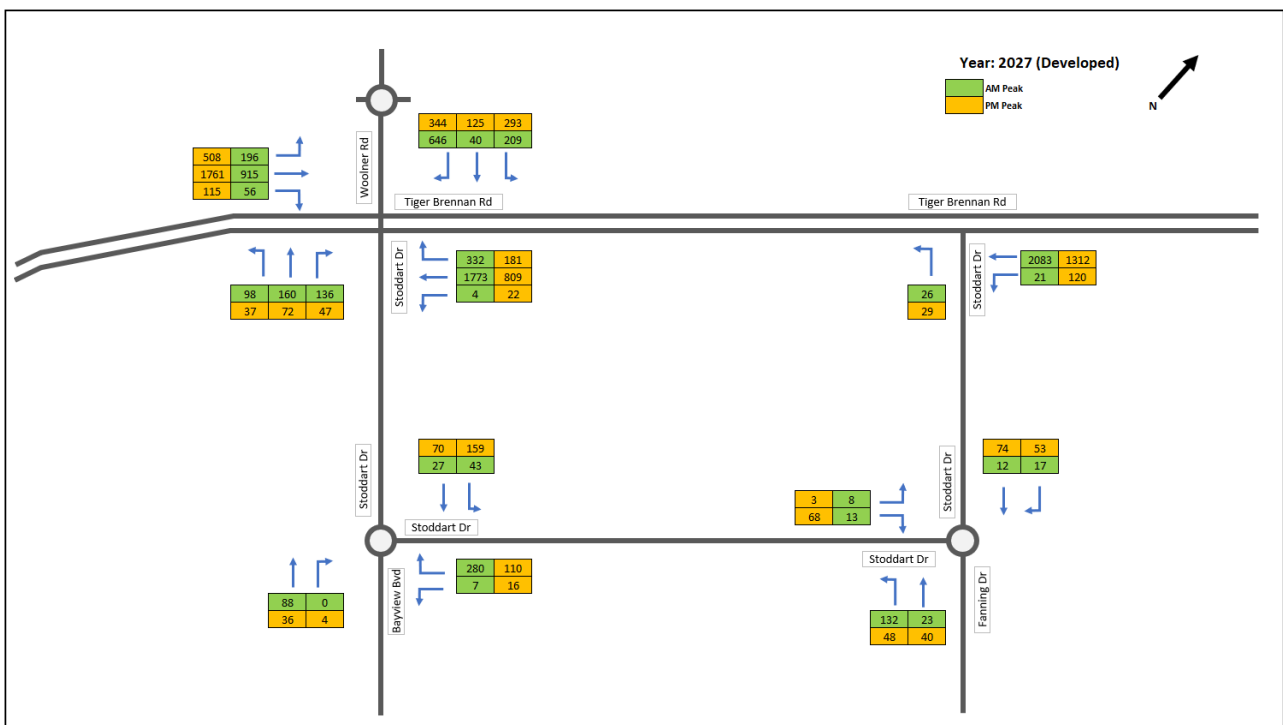 Year: 2027 (Developed)
AM Peak
PM Peak
N
344 125 293
646 40 209
Woolner Rd
508 196
1761 915
115 56
Tiger Brennan Rd
Tiger Brennan Rd
Stoddart Dr
332 181
1773 809
4 22
98 160 136
37 72 47
26
29
Stoddart Dr
2083 1312
21 120
Stoddart Dr
70 159
27 43
Stoddart Dr
74 53
12 17
3 8
68 13
Stoddart Dr
Stoddart Dr
Bayview Bvd
280 110
7 16
88 0
36 4
132 23
48 40
Fanning Dr